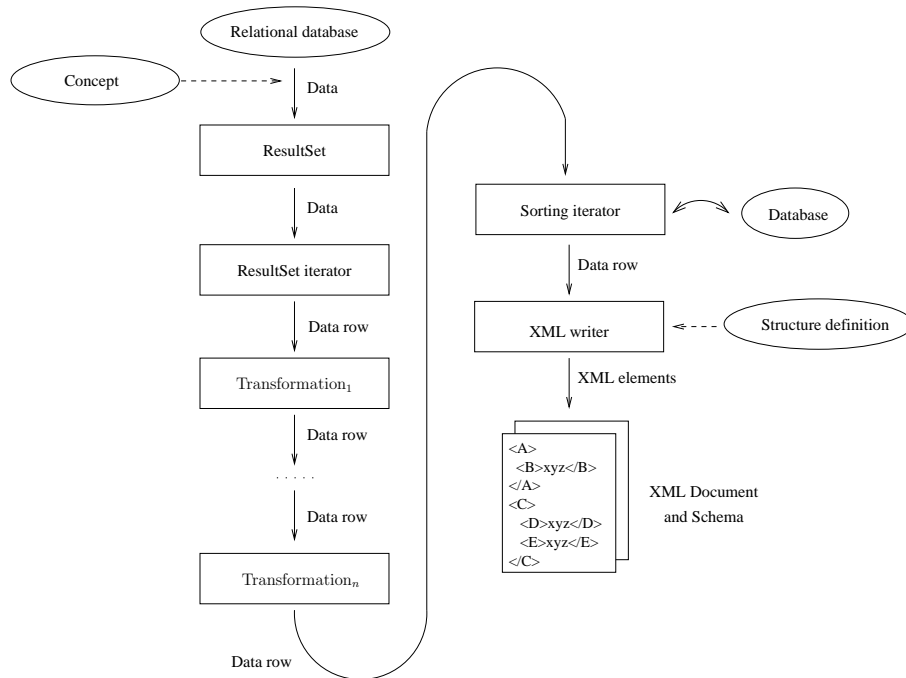 Relational database
Concept
Data
ResultSet
Data
ResultSet iterator
Data row
Transformation₁
Data row
. . . . .
Data row
Transformationₙ
Data row
Sorting iterator
Database
Data row
XML writer
Structure definition
XML elements
<A>
<B>xyz</B>
</A>
<C>
<D>xyz</D>
<E>xyz</E>
</C>
XML Document
and Schema